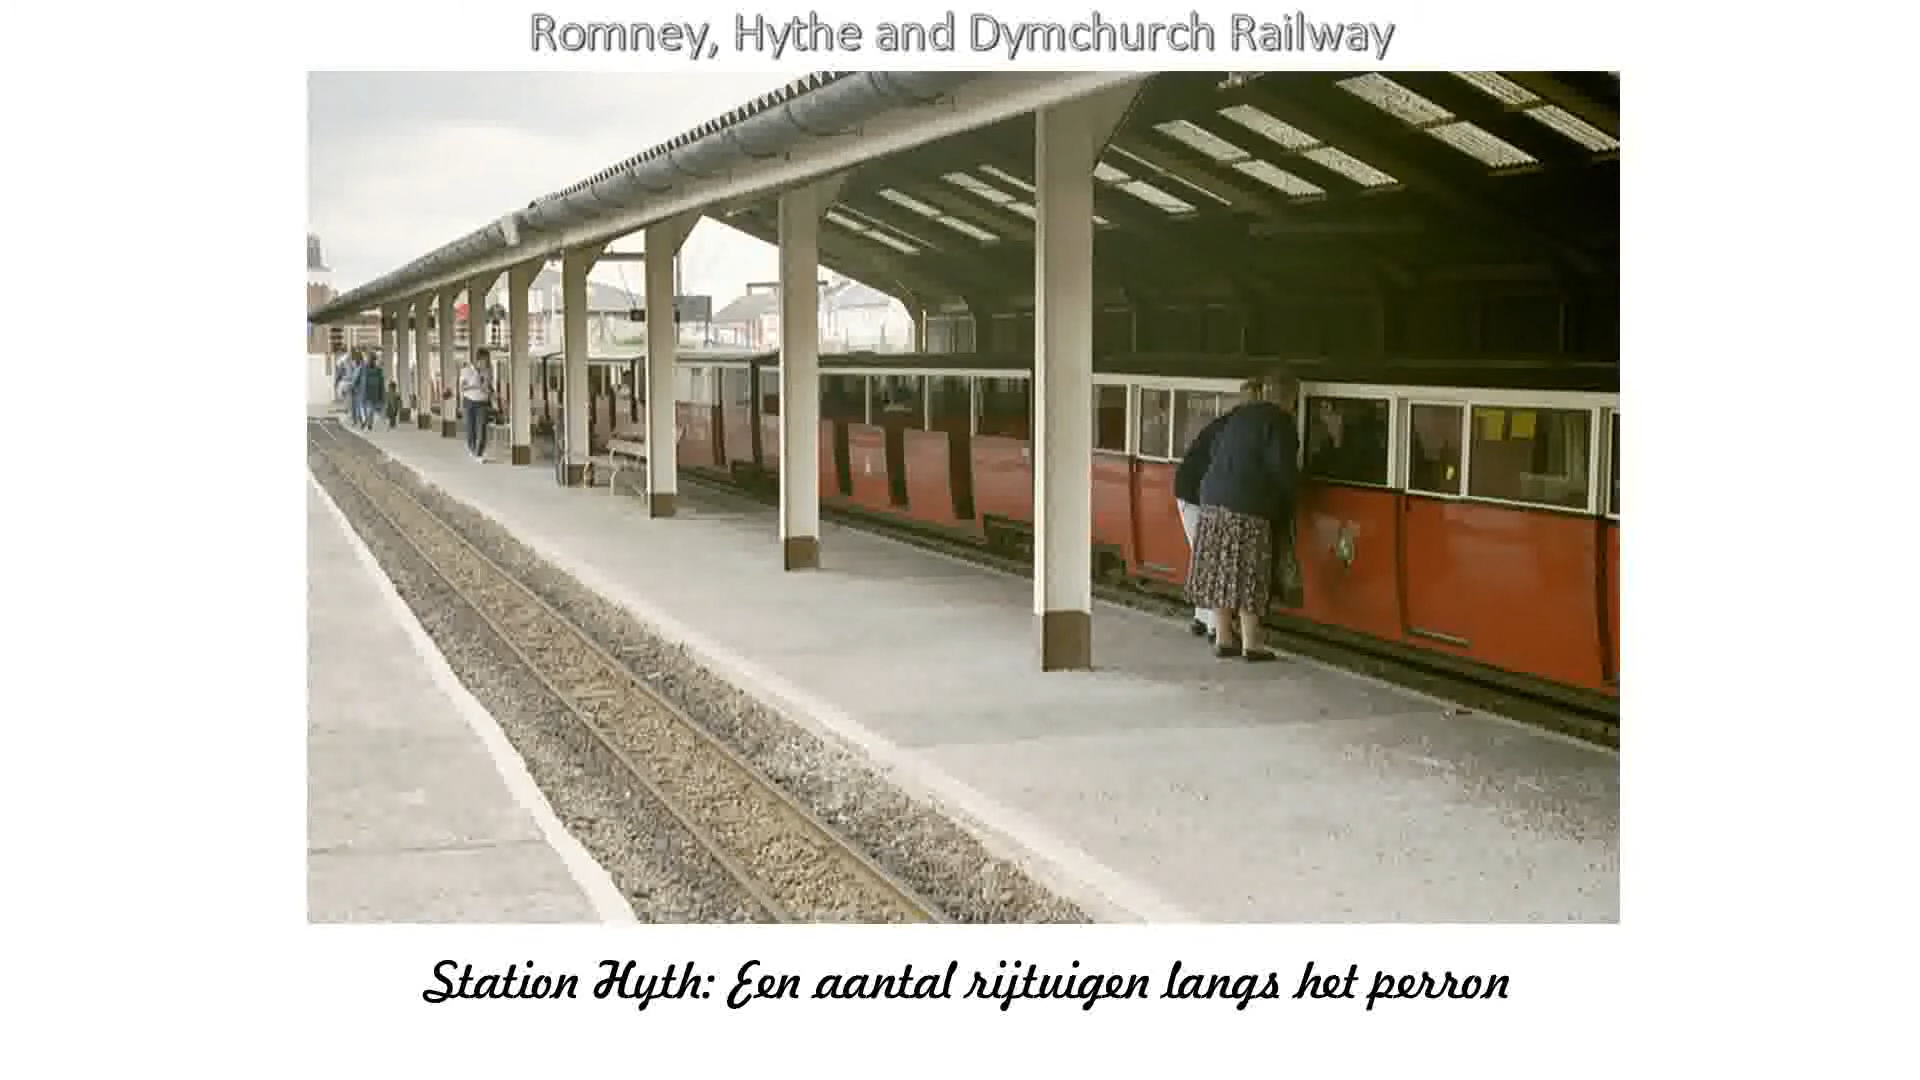 Romney, Hythe and Dymchurch Railway
Station Hyth: Een aantal rijtuigen langs het perron